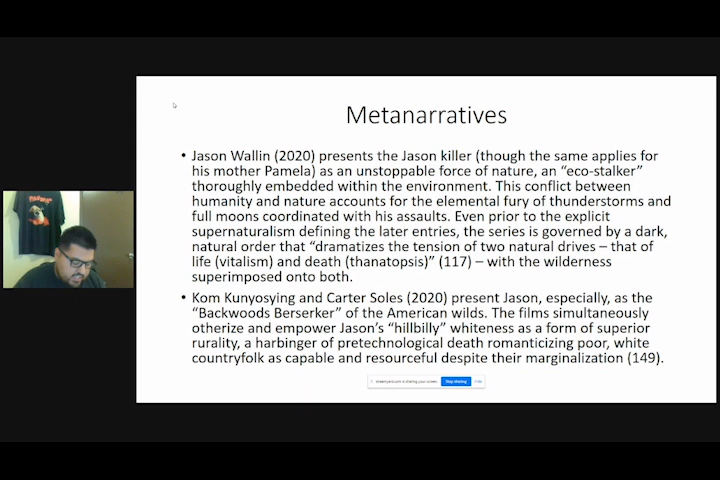 Metanarratives
• Jason Wallin (2020) presents the Jason killer (though the same applies for
his mother Pamela) as an unstoppable force of nature, an “eco-stalker”
thoroughly embedded within the environment. This conflict between
humanity and nature accounts for the elemental fury of thunderstorms and
full moons coordinated with his assaults. Even prior to the explicit
supernaturalism defining the later entries, the series is governed by a dark,
natural order that “dramatizes the tension of two natural drives – that of
life (vitalism) and death (thanatopsis)” (117) – with the wilderness
superimposed onto both.
• Kom Kunyosying and Carter Soles (2020) present Jason, especially, as the
“Backwoods Berserker” of the American wilds. The films simultaneously
otherize and empower Jason’s “hillbilly” whiteness as a form of superior
rurality, a harbinger of pretechnological death romanticizing poor, white
countryfolk as capable and resourceful despite their marginalization (149).
is sharing your screen. Stop sharing Hide